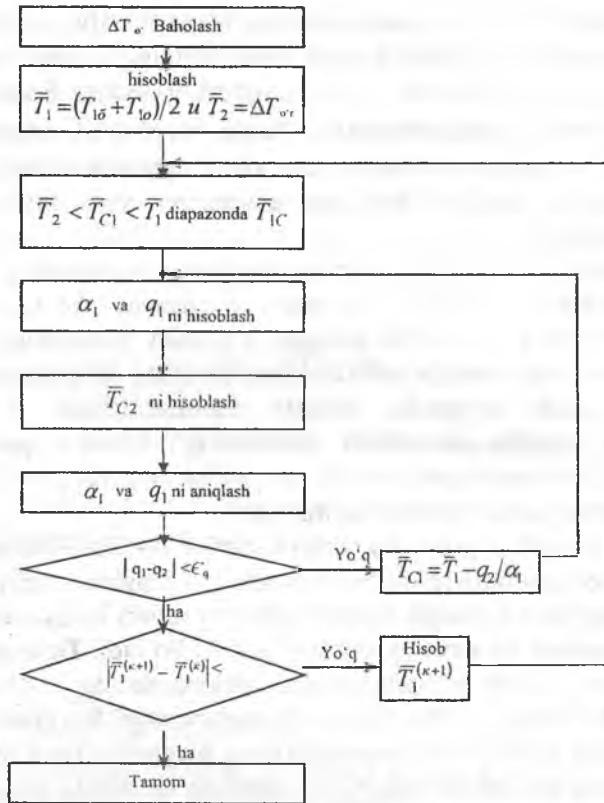 ΔT o'r Baholash
hisoblash
T̅₁ = (T₁б + T₁o)/2 и T̅₂ = ΔT o'r
T̅₂ < T̅C1 < T̅₁ diapazonda T̅1C
α₁ va q₁ ni hisoblash
T̅C2 ni hisoblash
α₁ va q₁ ni aniqlash
| q₁-q₂ | <Є'q
Yo'q
T̅C1 = T̅₁ – q₂/α₁
ha
|T̅₁⁽ᴷ⁺¹⁾ – T̅₁⁽ᴷ⁾| <
Yo'q
Hisob
T̅₁⁽ᴷ⁺¹⁾
ha
Tamom